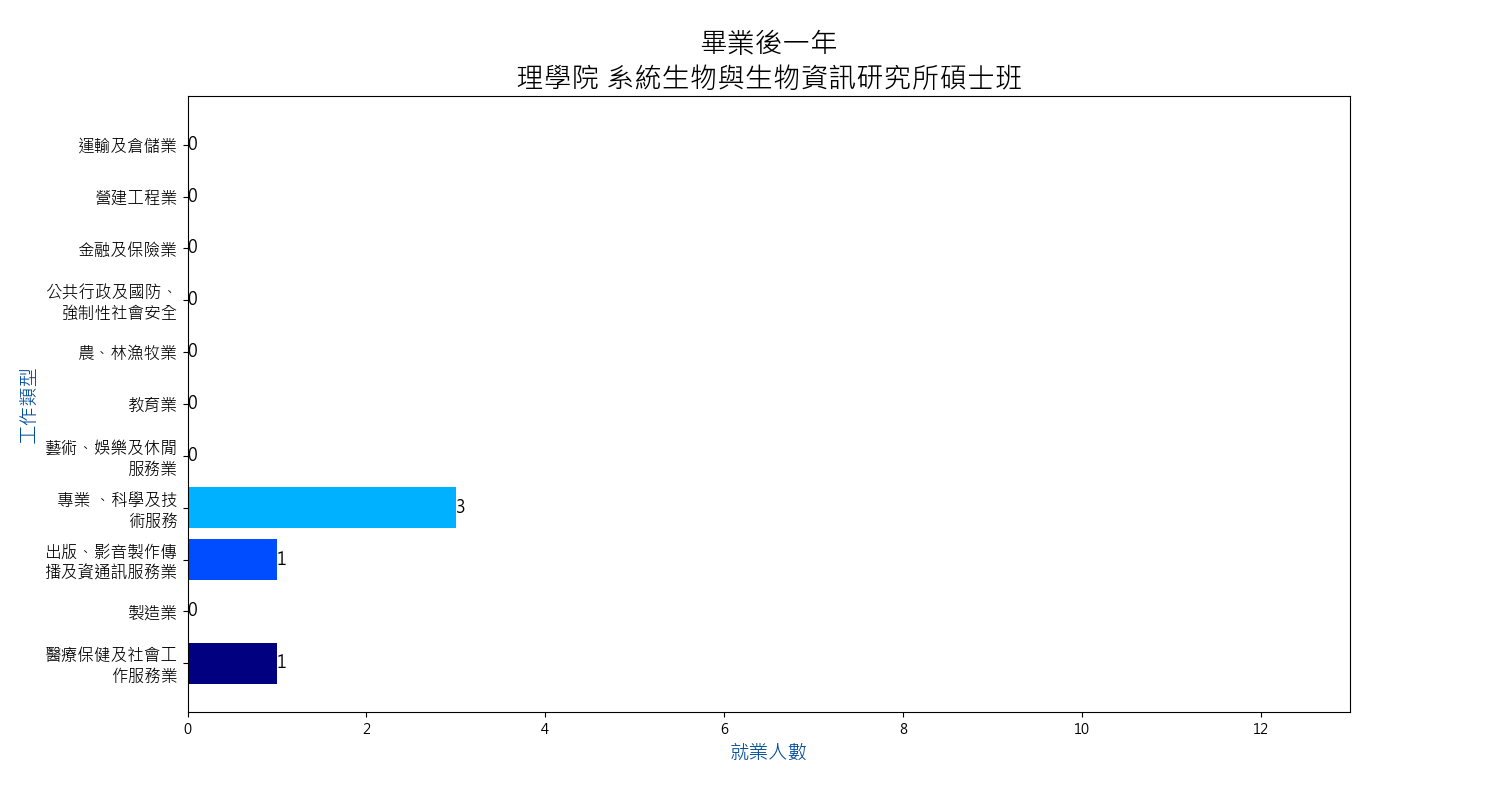 畢業後一年
理學院 系統生物與生物資訊研究所碩士班
運輸及倉儲業
0
營建工程業
0
金融及保險業
0
公共行政及國防、
強制性社會安全
0
農、林漁牧業
0
教育業
0
藝術、娛樂及休閒
服務業
0
專業 、科學及技
術服務
3
出版、影音製作傳
播及資通訊服務業
1
製造業
0
醫療保健及社會工
作服務業
1
工作類型
0 2 4 6 8 10 12
就業人數